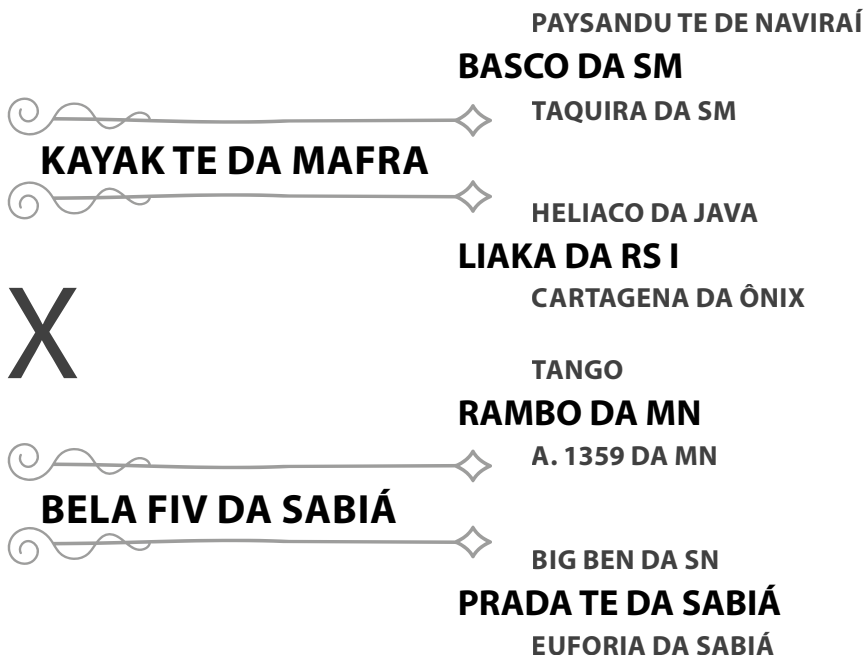 PAYSANDU TE DE NAVIRAÍ
BASCO DA SM
TAQUIRA DA SM
KAYAK TE DA MAFRA
HELIACO DA JAVA
LIAKA DA RS I
CARTAGENA DA ÔNIX
X
TANGO
RAMBO DA MN
A. 1359 DA MN
BELA FIV DA SABIÁ
BIG BEN DA SN
PRADA TE DA SABIÁ
EUFORIA DA SABIÁ